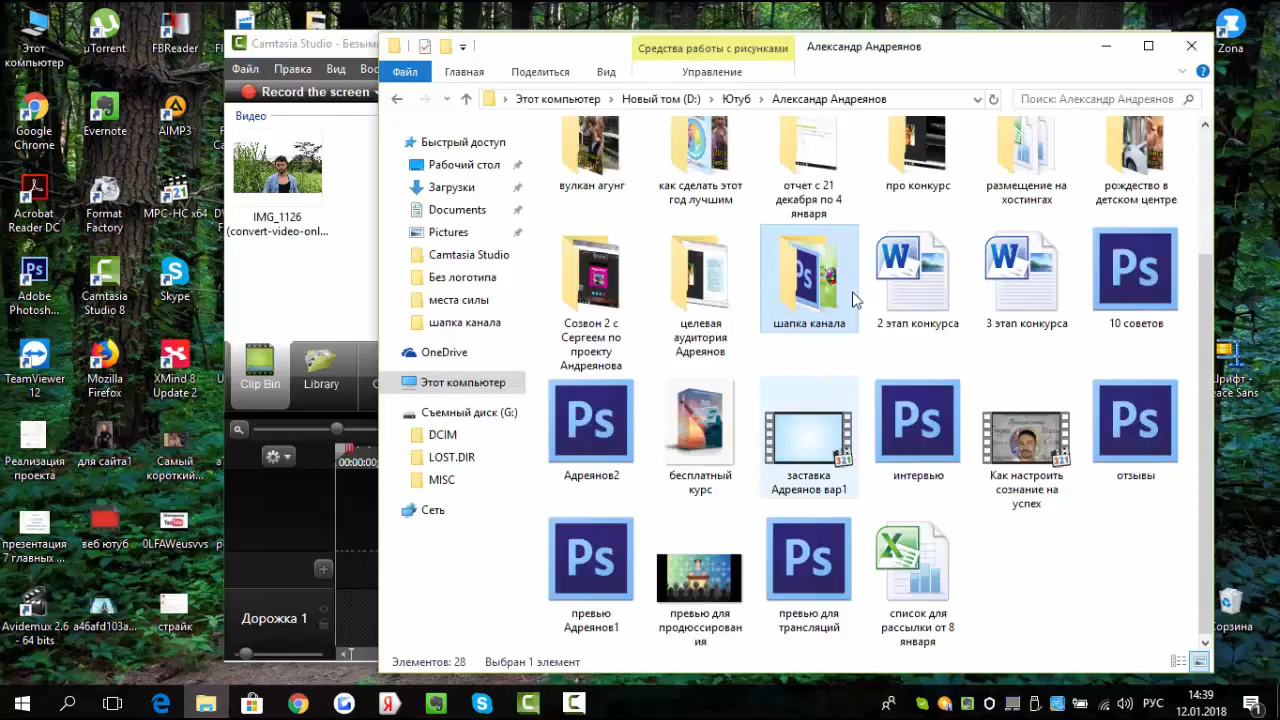 Этот
компьютер
µTorrent
FBReader
Google
Chrome
Evernote
AIMP3
Acrobat
Reader DC
Format
Factory
MPC-HC x64
Adobe
Photosh...
Camtasia
Studio 8
Skype
TeamViewer
12
Mozilla
Firefox
XMind 8
Update 2
Реализация
проекта
для сайта1
Самый
короткий...
презентация
7 главных ...
веб ютуб
0LFAWeusvvs
Avidemux 2.6
- 64 bits
a46afd103a...
страйк
Camtasia Studio - Безымя
Файл
Правка
Вид
Record the screen
Видео
IMG_1126
(convert-video-onl...
Clip Bin
Library
00:00:00;
Дорожка 1
Средства работы с рисунками
Александр Андреянов
Файл
Главная
Поделиться
Вид
Управление
Этот компьютер
Новый том (D:)
Ютуб
Александр Андреянов
Поиск: Александр Андреянов
Быстрый доступ
Рабочий стол
Загрузки
Documents
Pictures
Camtasia Studio
Без логотипа
места силы
шапка канала
OneDrive
Этот компьютер
Съемный диск (G:)
DCIM
LOST.DIR
MISC
Сеть
вулкан агунг
как сделать этот
год лучшим
отчет с 21
декабря по 4
января
про конкурс
размещение на
хостингах
рождество в
детском центре
Созвон 2 с
Сергеем по
проекту
Андреянова
целевая
аудитория
Адреянов
шапка канала
2 этап конкурса
3 этап конкурса
10 советов
Адреянов2
бесплатный
курс
заставка
Адреянов вар1
интервью
Как настроить
сознание на
успех
отзывы
превью
Адреянов1
превью для
продюссирован
ия
превью для
трансляций
список для
рассылки от 8
января
Элементов: 28
Выбран 1 элемент
Zona
Корзина
РУС
14:39
12.01.2018